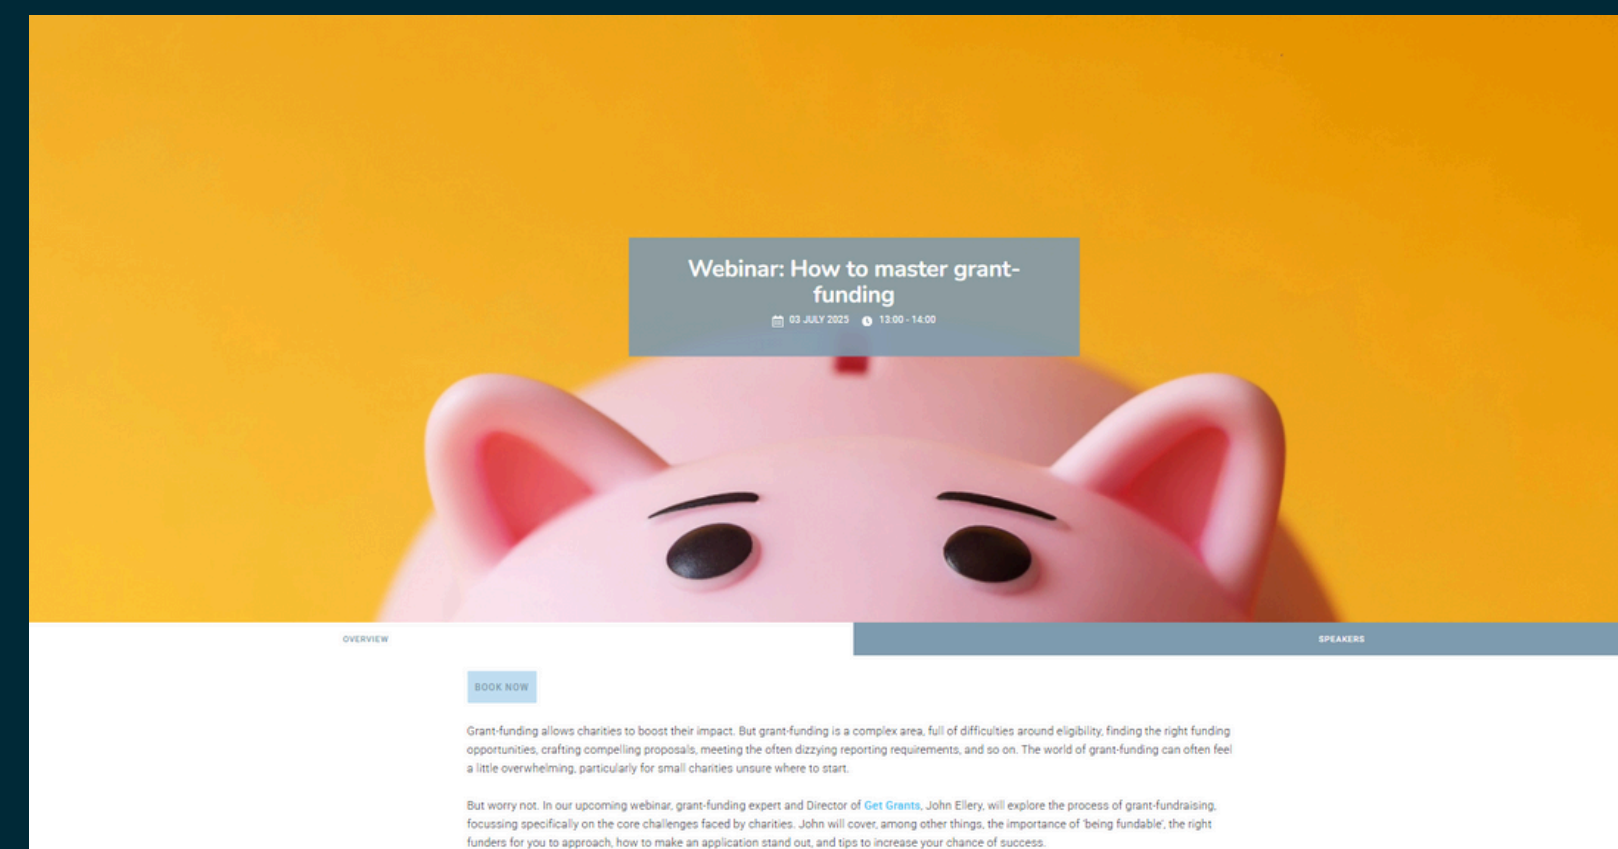 Webinar: How to master grant-
funding
03 JULY 2025 13:00 - 14:00
OVERVIEW
SPEAKERS
BOOK NOW
Grant-funding allows charities to boost their impact. But grant-funding is a complex area, full of difficulties around eligibility, finding the right funding
opportunities, crafting compelling proposals, meeting the often dizzying reporting requirements, and so on. The world of grant-funding can often feel
a little overwhelming, particularly for small charities unsure where to start.
But worry not. In our upcoming webinar, grant-funding expert and Director of Get Grants, John Ellery, will explore the process of grant-fundraising,
focussing specifically on the core challenges faced by charities. John will cover, among other things, the importance of 'being fundable', the right
funders for you to approach, how to make an application stand out, and tips to increase your chance of success.